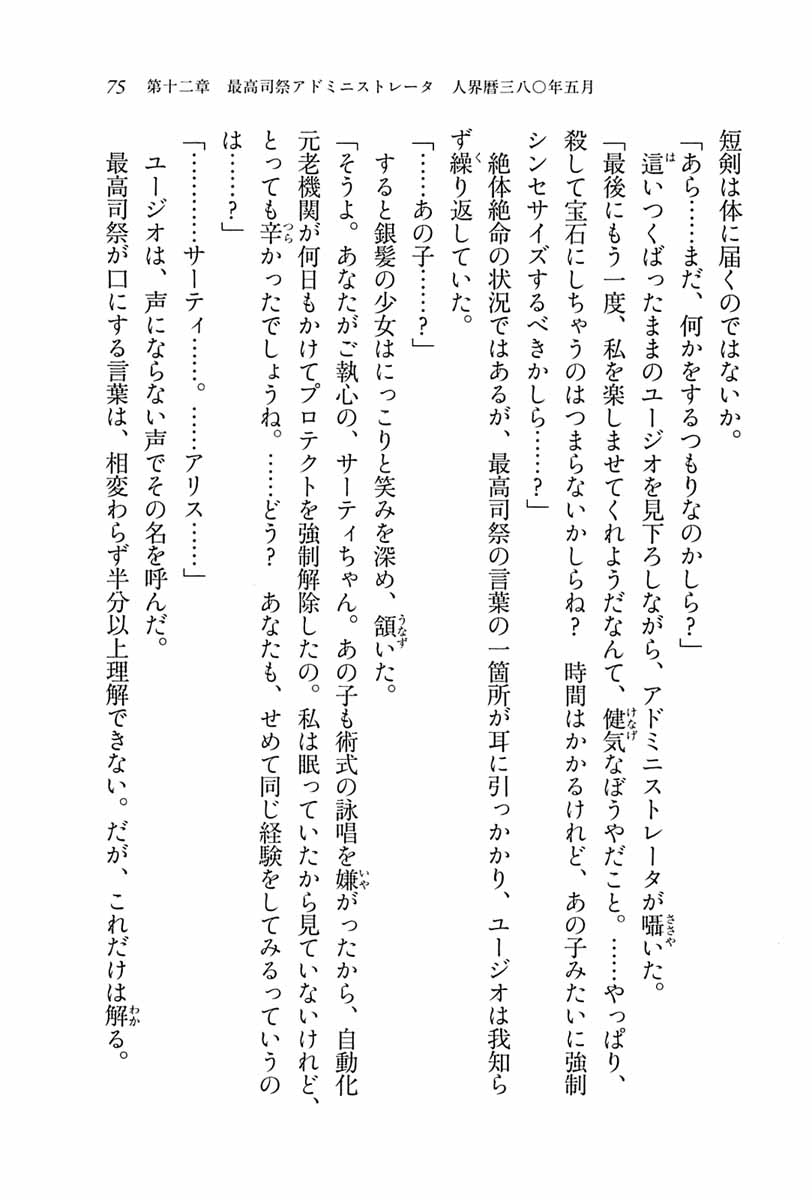 75　第十二章　最高司祭アドミニストレータ　人界暦三八〇年五月
短剣は体に届くのではないか。
「あら……まだ、何かをするつもりなのかしら？」
這いつくばったままのユージオを見下ろしながら、アドミニストレータが囁いた。
「最後にもう一度、私を楽しませてくれようだなんて、健気なぼうやだこと。……やっぱり、
殺して宝石にしちゃうのはつまらないかしらね？　時間はかかるけれど、あの子みたいに強制
シンセサイズするべきかしら……？」
絶体絶命の状況ではあるが、最高司祭の言葉の一箇所が耳に引っかかり、ユージオは我知ら
ず繰り返していた。
「……あの子……？」
すると銀髪の少女はにっこりと笑みを深め、頷いた。
「そうよ。あなたがご執心の、サーティちゃん。あの子も術式の詠唱を嫌がったから、自動化
元老機関が何日もかけてプロテクトを強制解除したの。私は眠っていたから見ていないけれど、
とっても辛かったでしょうね。……どう？　あなたも、せめて同じ経験をしてみるっていうの
は……？」
「…………サーティ……。……アリス……」
ユージオは、声にならない声でその名を呼んだ。
最高司祭が口にする言葉は、相変わらず半分以上理解できない。だが、これだけは解る。